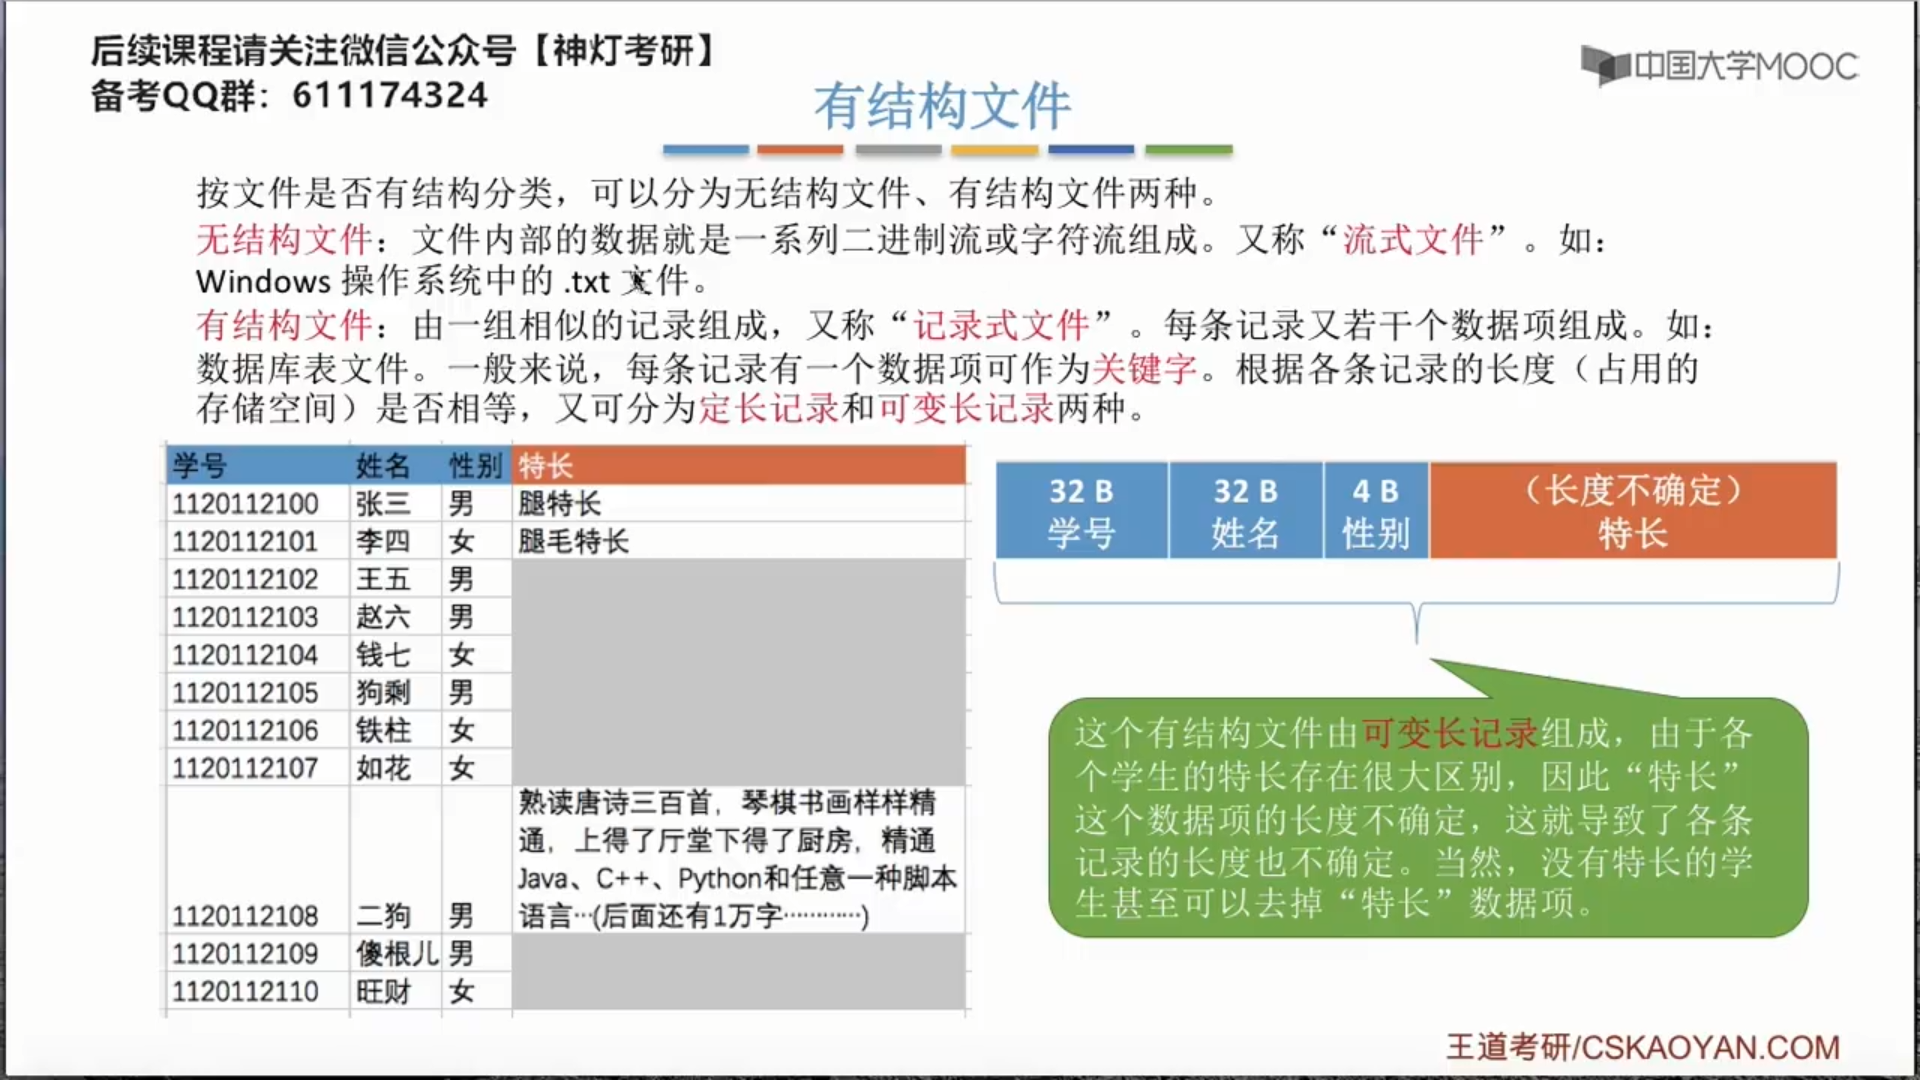 后续课程请关注微信公众号【神灯考研】
备考QQ群：611174324
中国大学MOOC
有结构文件
按文件是否有结构分类，可以分为无结构文件、有结构文件两种。
无结构文件：文件内部的数据就是一系列二进制流或字符流组成。又称“流式文件”。如：
Windows 操作系统中的 .txt 文件。
有结构文件：由一组相似的记录组成，又称“记录式文件”。每条记录又若干个数据项组成。如：
数据库表文件。一般来说，每条记录有一个数据项可作为关键字。根据各条记录的长度（占用的
存储空间）是否相等，又可分为定长记录和可变长记录两种。
学号 姓名 性别 特长
1120112100 张三 男 腿特长
1120112101 李四 女 腿毛特长
1120112102 王五 男
1120112103 赵六 男
1120112104 钱七 女
1120112105 狗剩 男
1120112106 铁柱 女
1120112107 如花 女
熟读唐诗三百首，琴棋书画样样精
通，上得了厅堂下得了厨房，精通
Java、C++、Python和任意一种脚本
1120112108 二狗 男 语言…(后面还有1万字…………)
1120112109 傻根儿 男
1120112110 旺财 女
32 B 32 B 4 B （长度不确定）
学号 姓名 性别 特长
这个有结构文件由可变长记录组成，由于各
个学生的特长存在很大区别，因此“特长”
这个数据项的长度不确定，这就导致了各条
记录的长度也不确定。当然，没有特长的学
生甚至可以去掉“特长”数据项。
王道考研/CSKAOYAN.COM